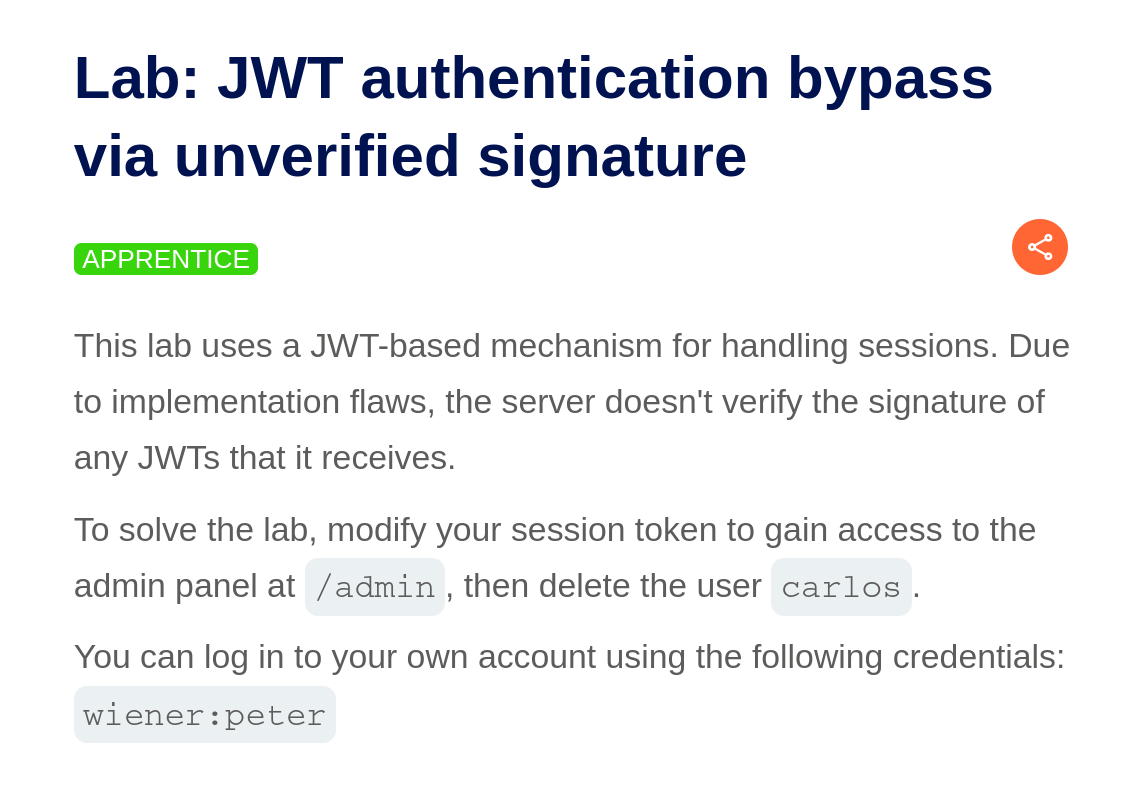 Lab: JWT authentication bypass
via unverified signature
APPRENTICE
This lab uses a JWT-based mechanism for handling sessions. Due
to implementation flaws, the server doesn't verify the signature of
any JWTs that it receives.
To solve the lab, modify your session token to gain access to the
admin panel at /admin, then delete the user carlos.
You can log in to your own account using the following credentials:
wiener:peter